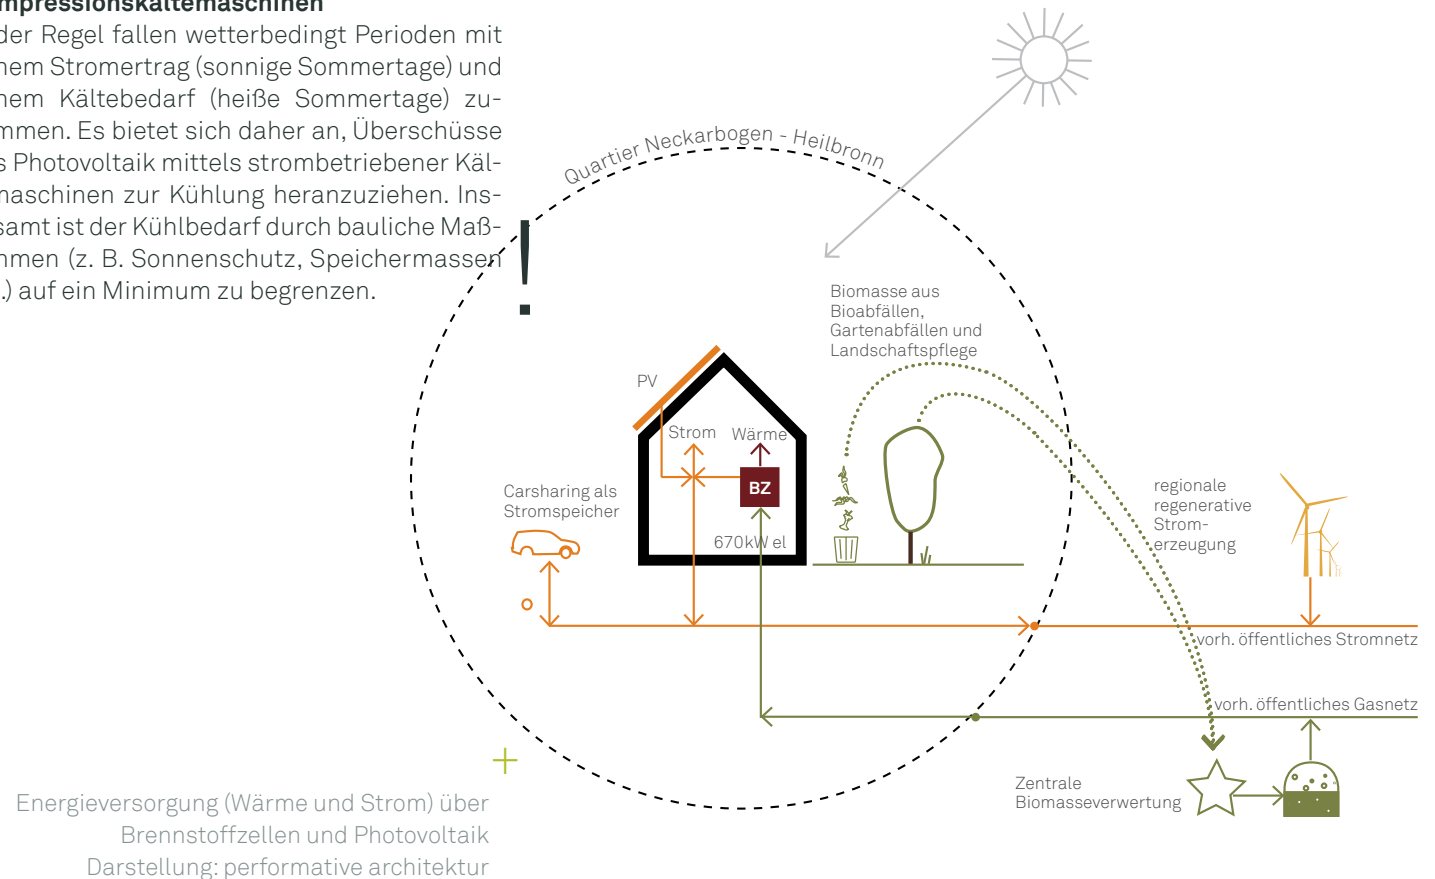 mpressionskältemaschinen
der Regel fallen wetterbedingt Perioden mit
nem Stromertrag (sonnige Sommertage) und
nem Kältebedarf (heiße Sommertage) zu-
mmen. Es bietet sich daher an, Überschüsse
s Photovoltaik mittels strombetriebener Käl-
maschinen zur Kühlung heranzuziehen. Ins-
samt ist der Kühlbedarf durch bauliche Maß-
hmen (z. B. Sonnenschutz, Speichermassen
.) auf ein Minimum zu begrenzen.
!
Quartier Neckarbogen - Heilbronn
Biomasse aus
Bioabfällen,
Gartenabfällen und
Landschaftspflege
PV
Strom
Wärme
BZ
670kW el
Carsharing als
Stromspeicher
regionale
regenerative
Strom-
erzeugung
vorh. öffentliches Stromnetz
vorh. öffentliches Gasnetz
Zentrale
Biomasseverwertung
Energieversorgung (Wärme und Strom) über
Brennstoffzellen und Photovoltaik
Darstellung: performative architektur